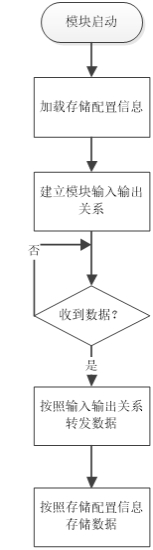 模块启动
加载存储配置信息
建立模块输入输出
关系
否
收到数据?
是
按照输入输出关系
转发数据
按照存储配置信息
存储数据